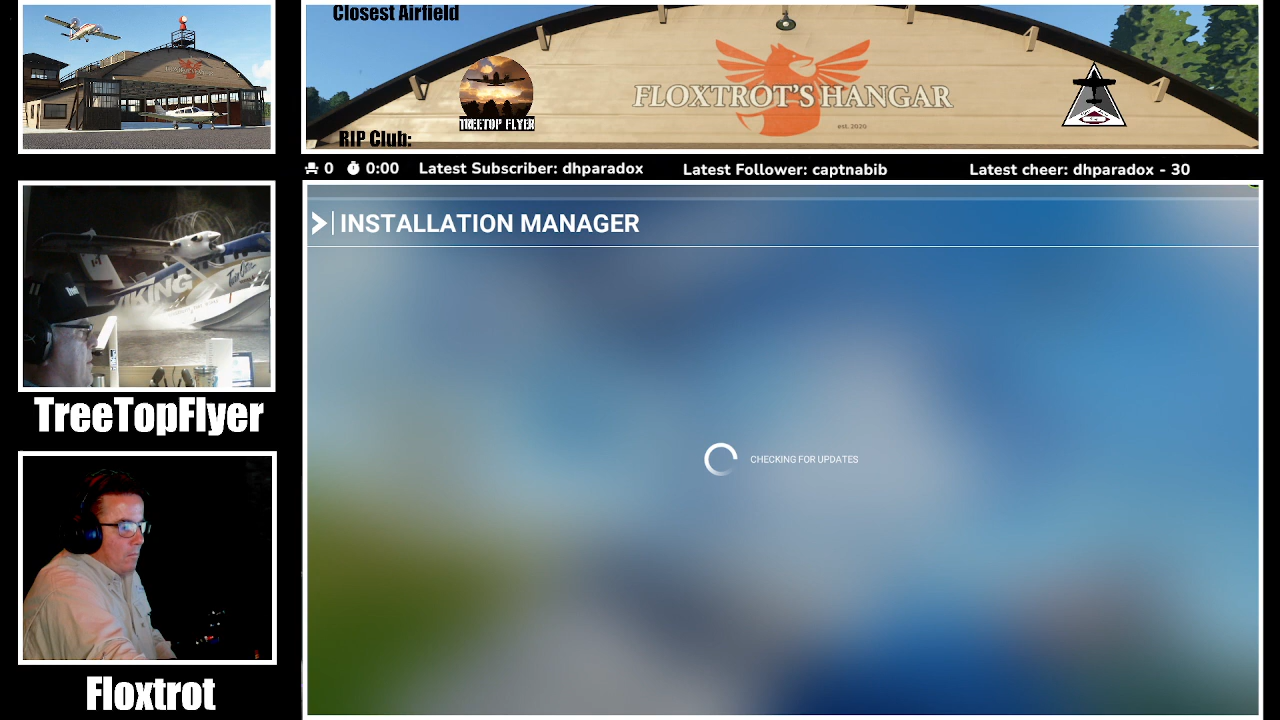 Closest Airfield
FLOXTROT'S HANGAR
est. 2020
TREETOP FLYER
RIP Club:
0 0:00 Latest Subscriber: dhparadox Latest Follower: captnabib Latest cheer: dhparadox - 30
INSTALLATION MANAGER
VIKING
CHECKING FOR UPDATES
TreeTopFlyer
Floxtrot